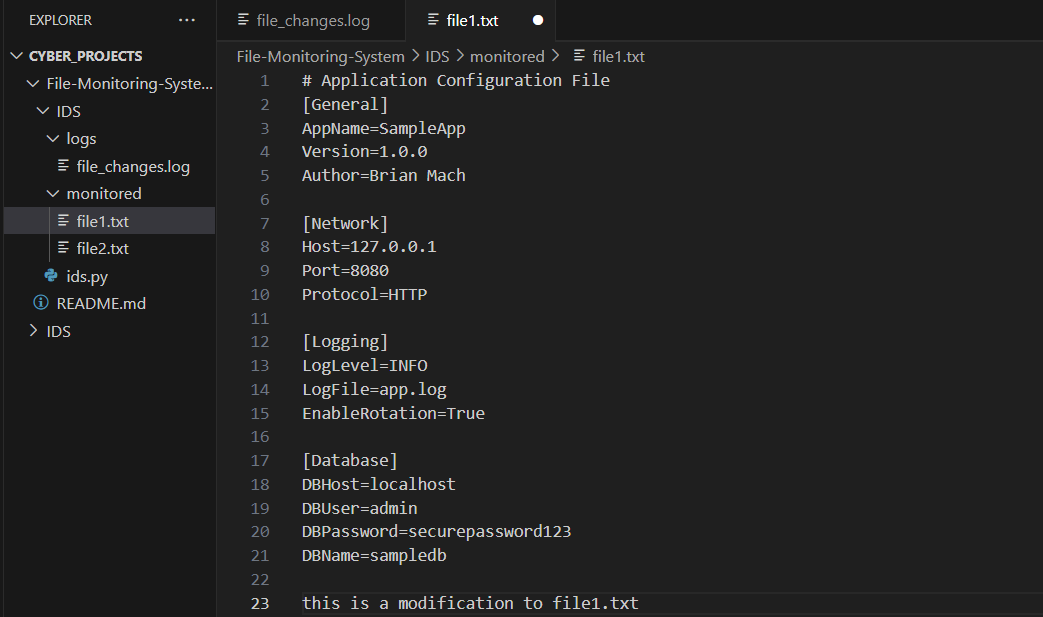 EXPLORER ...
CYBER_PROJECTS
File-Monitoring-Syste...
IDS
logs
file_changes.log
monitored
file1.txt
file2.txt
ids.py
README.md
IDS
file_changes.log
file1.txt
File-Monitoring-System > IDS > monitored > file1.txt
1 # Application Configuration File
2 [General]
3 AppName=SampleApp
4 Version=1.0.0
5 Author=Brian Mach
6
7 [Network]
8 Host=127.0.0.1
9 Port=8080
10 Protocol=HTTP
11
12 [Logging]
13 LogLevel=INFO
14 LogFile=app.log
15 EnableRotation=True
16
17 [Database]
18 DBHost=localhost
19 DBUser=admin
20 DBPassword=securepassword123
21 DBName=sampledb
22
23 this is a modification to file1.txt